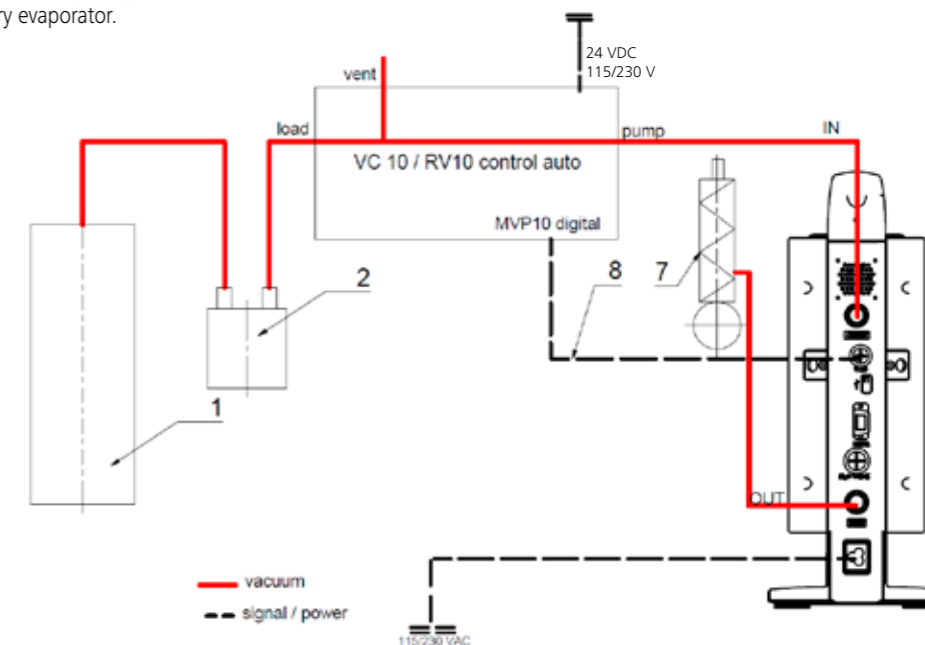 ry evaporator.
24 VDC
115/230 V
vent
load
pump
IN
VC 10 / RV10 control auto
MVP10 digital
8
7
2
1
OUT
vacuum
signal / power
115/230 VAC